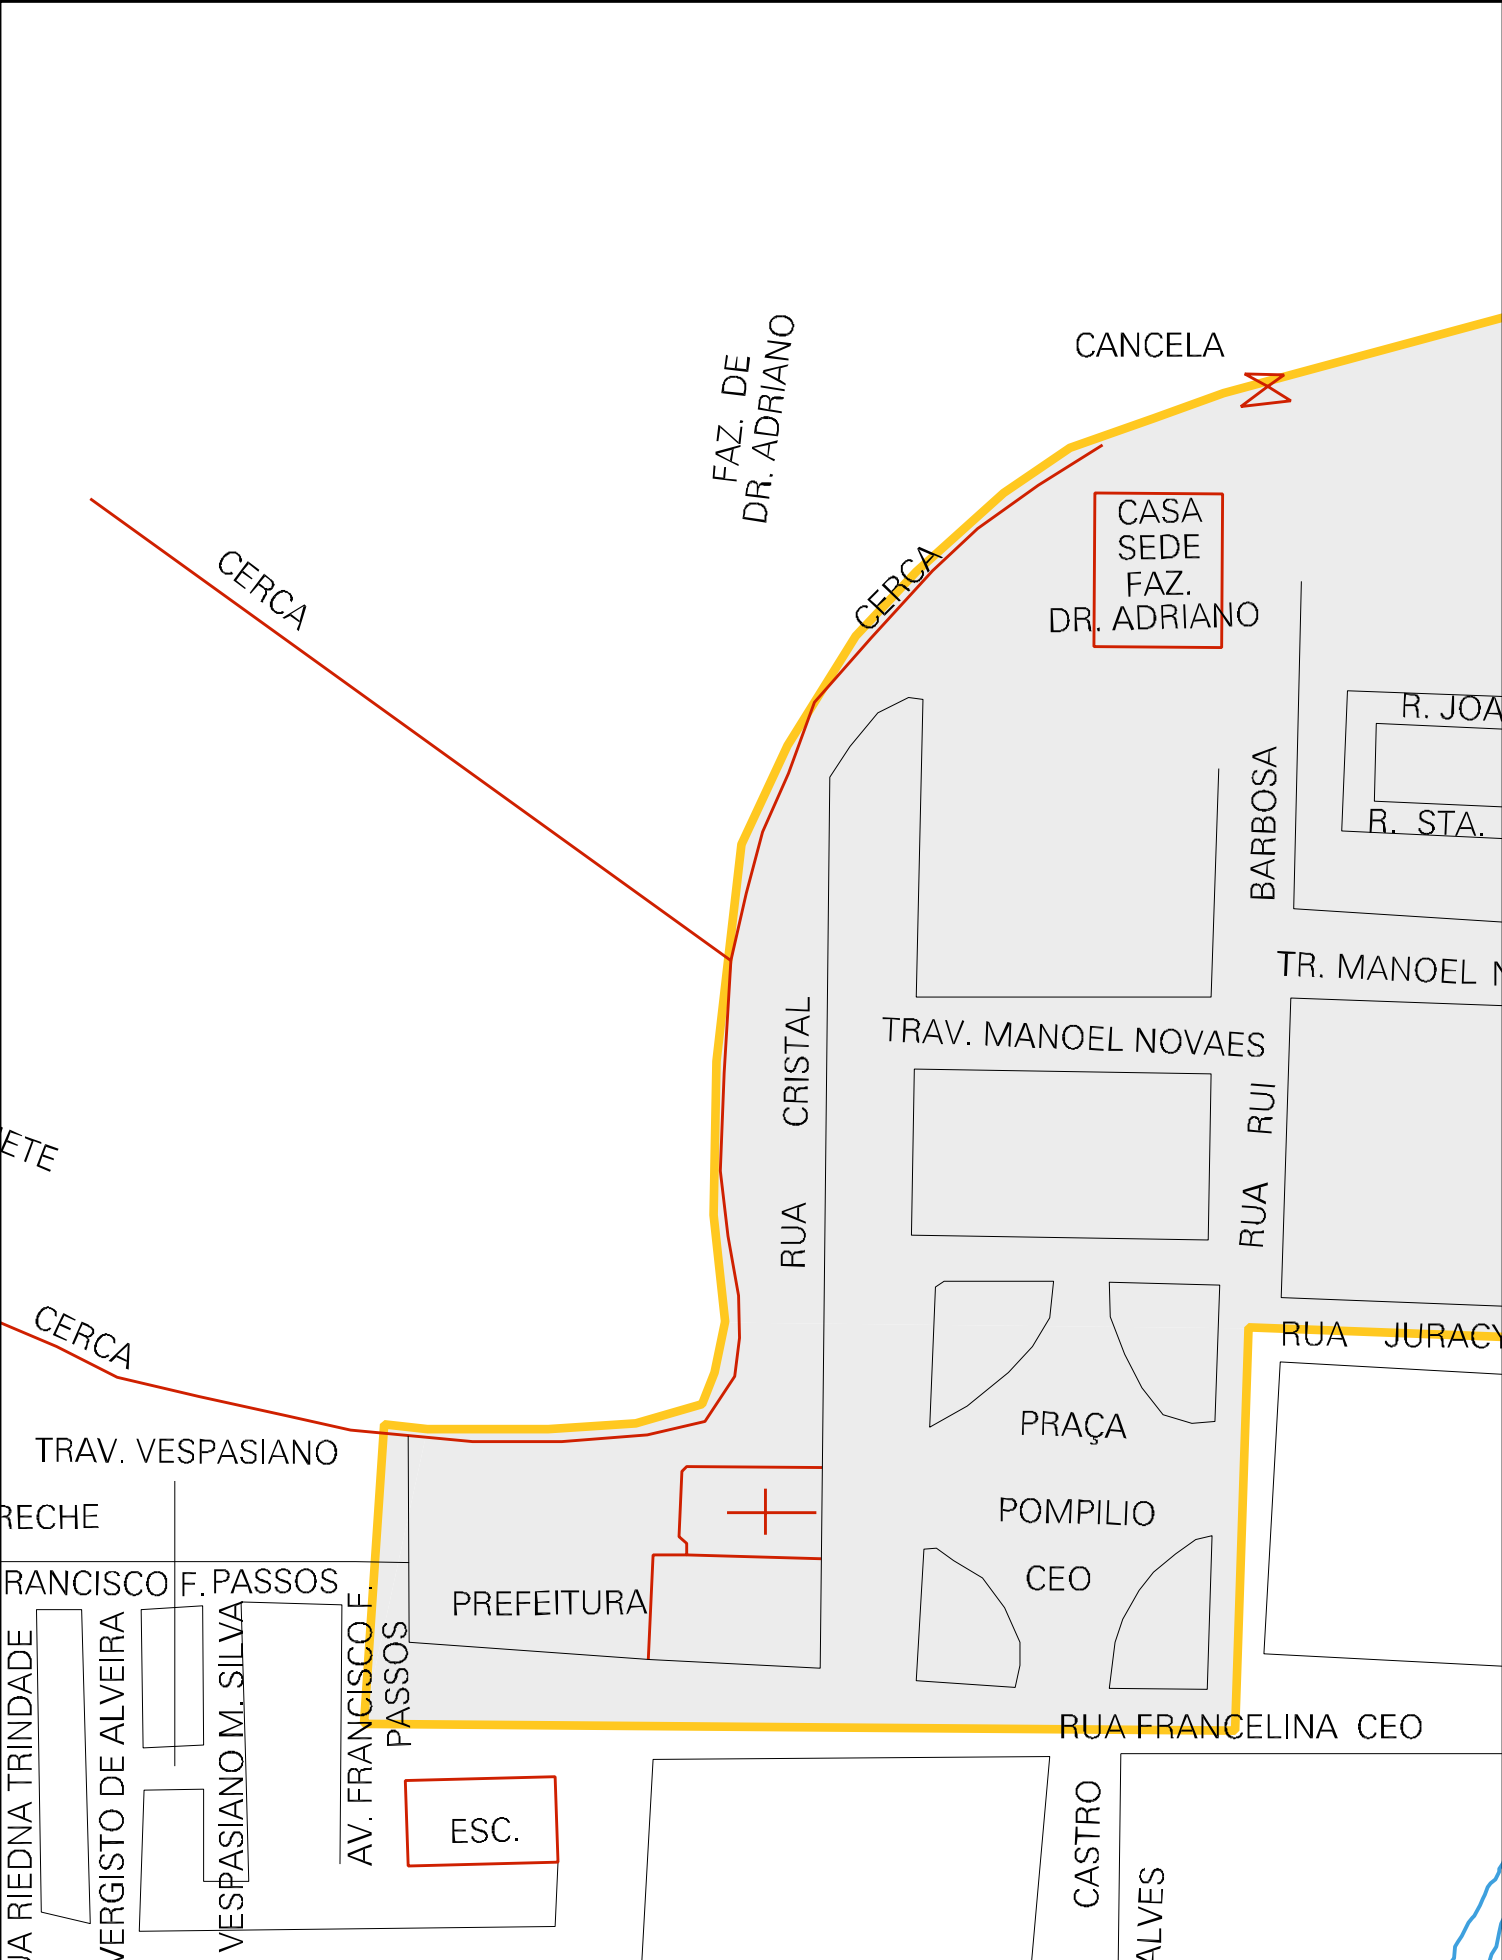 CANCELA
FAZ. DE
DR. ADRIANO
CASA
SEDE
FAZ.
DR. ADRIANO
CERCA
CERCA
R. JOA
R. STA.
RUA RUI BARBOSA
TR. MANOEL N
TRAV. MANOEL NOVAES
RUA CRISTAL
ETE
CERCA
RUA JURACY
PRAÇA
POMPILIO
CEO
TRAV. VESPASIANO
RECHE
RANCISCO F. PASSOS
PREFEITURA
AV. FRANCISCO F.
PASSOS
UA RIEDNA TRINDADE
VERGISTO DE ALVEIRA
VESPASIANO M. SILVA
RUA FRANCELINA CEO
ESC.
CASTRO
ALVES